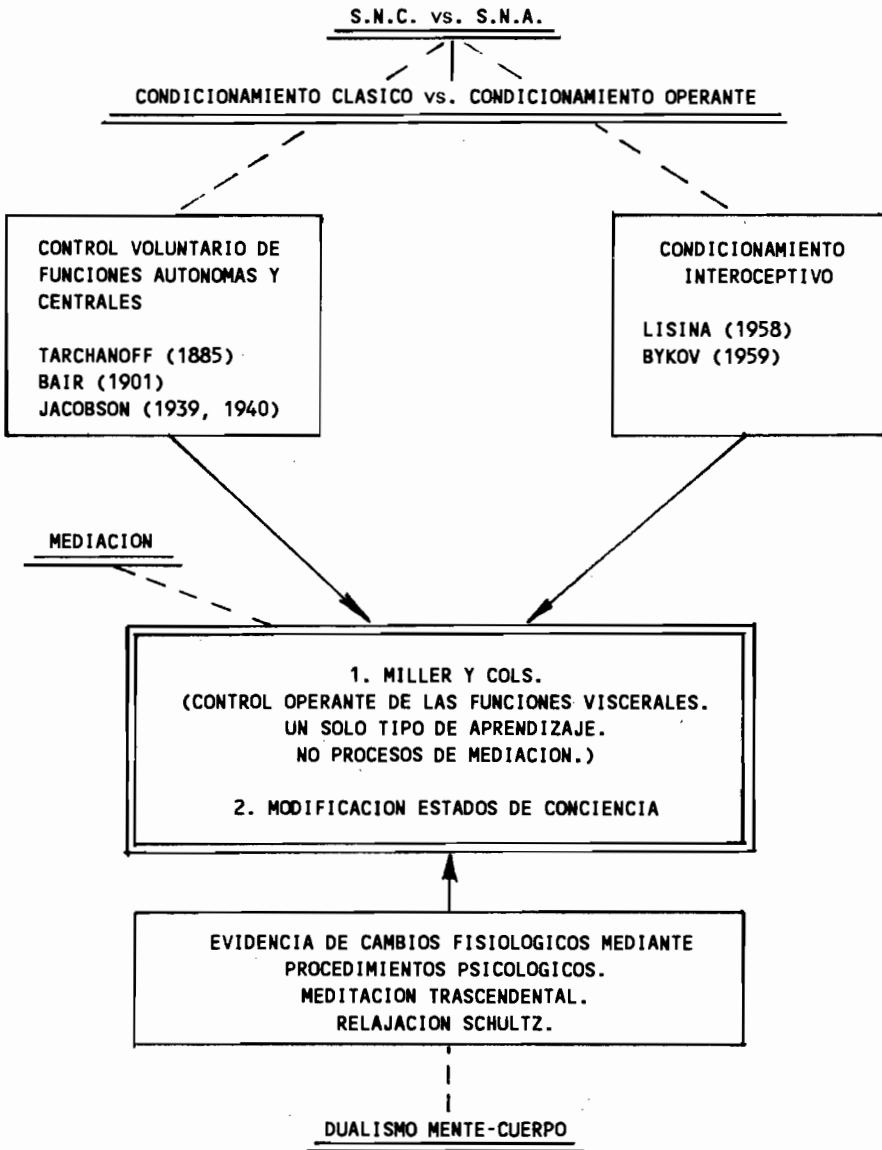 S.N.C. vs. S.N.A.
CONDICIONAMIENTO CLASICO vs. CONDICIONAMIENTO OPERANTE
CONTROL VOLUNTARIO DE
FUNCIONES AUTONOMAS Y
CENTRALES
TARCHANOFF (1885)
BAIR (1901)
JACOBSON (1939, 1940)
CONDICIONAMIENTO
INTEROCEPTIVO
LISINA (1958)
BYKOV (1959)
MEDIACION
1. MILLER Y COLS.
(CONTROL OPERANTE DE LAS FUNCIONES VISCERALES.
UN SOLO TIPO DE APRENDIZAJE.
NO PROCESOS DE MEDIACION.)
2. MODIFICACION ESTADOS DE CONCIENCIA
EVIDENCIA DE CAMBIOS FISIOLOGICOS MEDIANTE
PROCEDIMIENTOS PSICOLOGICOS.
MEDITACION TRASCENDENTAL.
RELAJACION SCHULTZ.
DUALISMO MENTE-CUERPO